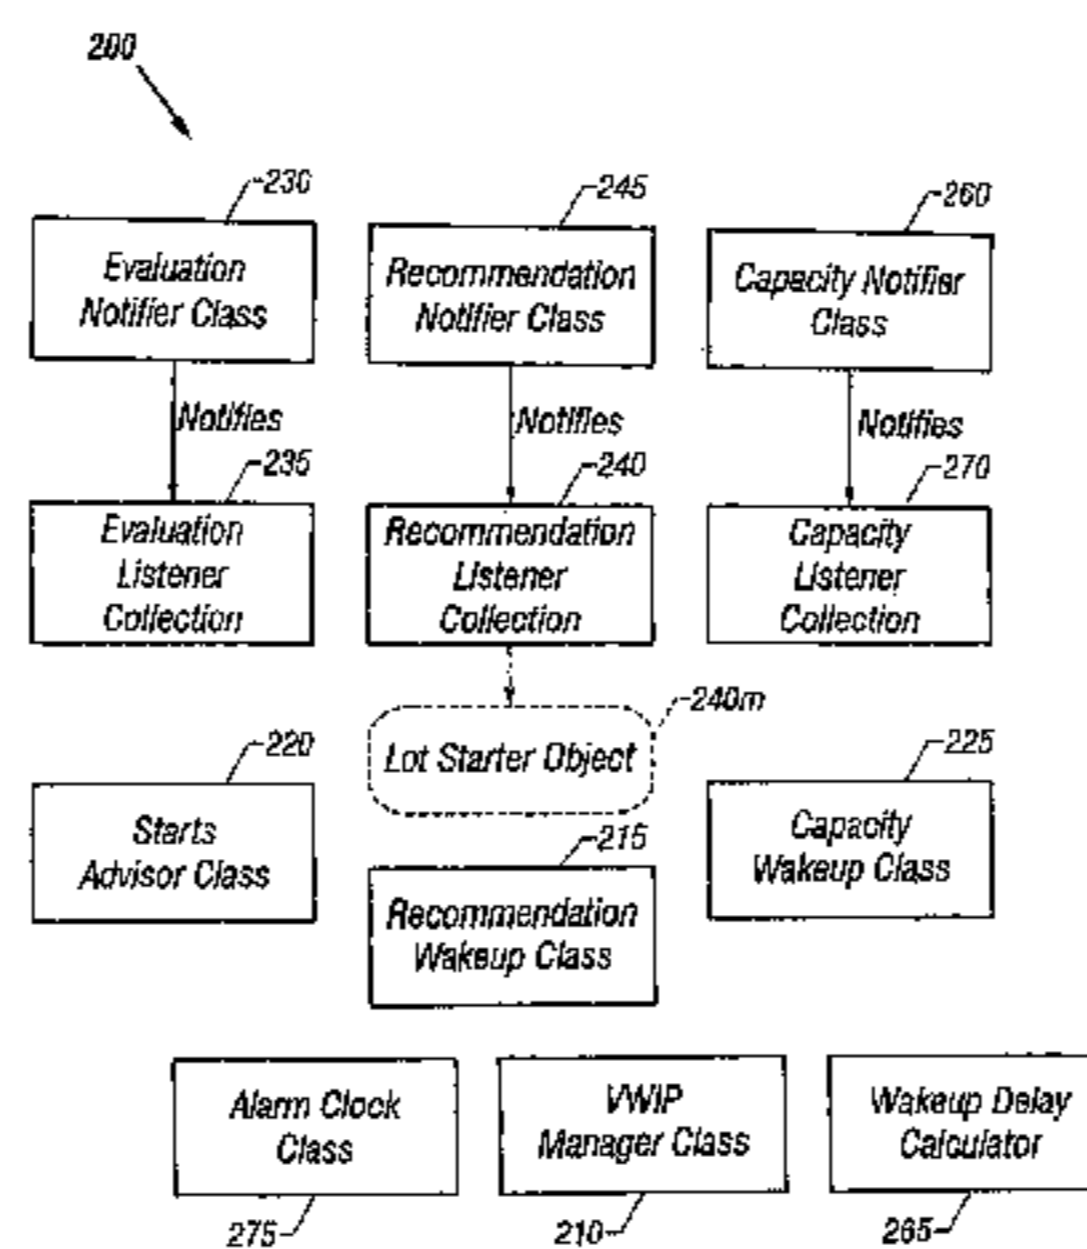 200
230
Evaluation
Notifier Class
245
Recommendation
Notifier Class
260
Capacity Notifier
Class
Notifies
Notifies
Notifies
235
Evaluation
Listener
Collection
240
Recommendation
Listener
Collection
270
Capacity
Listener
Collection
240m
Lot Starter Object
220
Starts
Advisor Class
225
Capacity
Wakeup Class
215
Recommendation
Wakeup Class
Alarm Clock
Class
275
VWIP
Manager Class
210
Wakeup Delay
Calculator
265